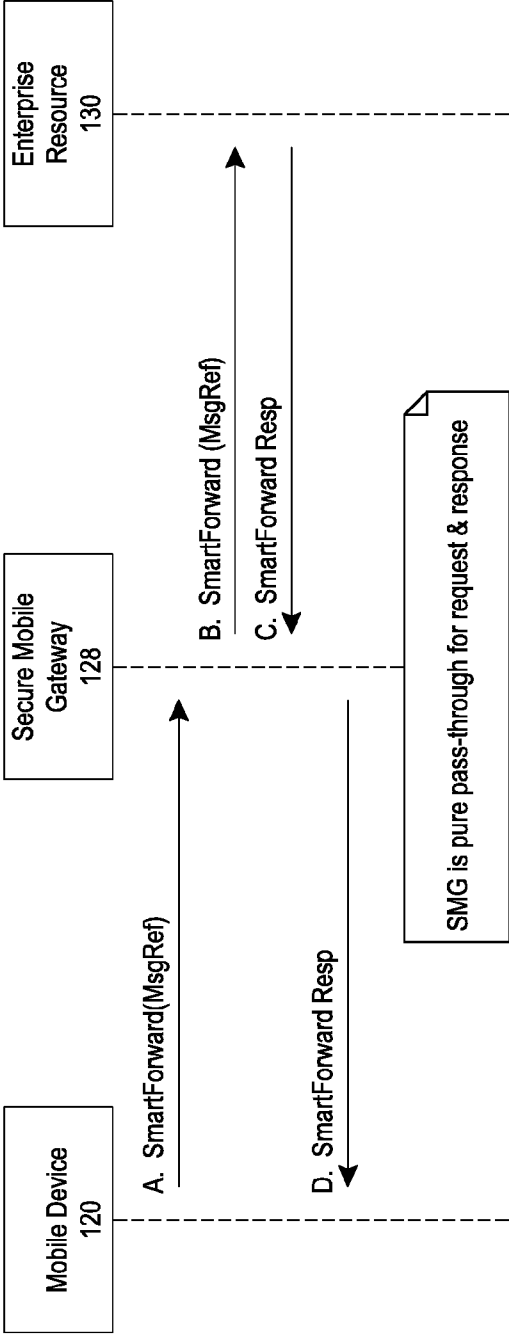 Mobile Device
120
Secure Mobile
Gateway
128
Enterprise
Resource
130
A. SmartForward(MsgRef)
B. SmartForward (MsgRef)
C. SmartForward Resp
D. SmartForward Resp
SMG is pure pass-through for request & response